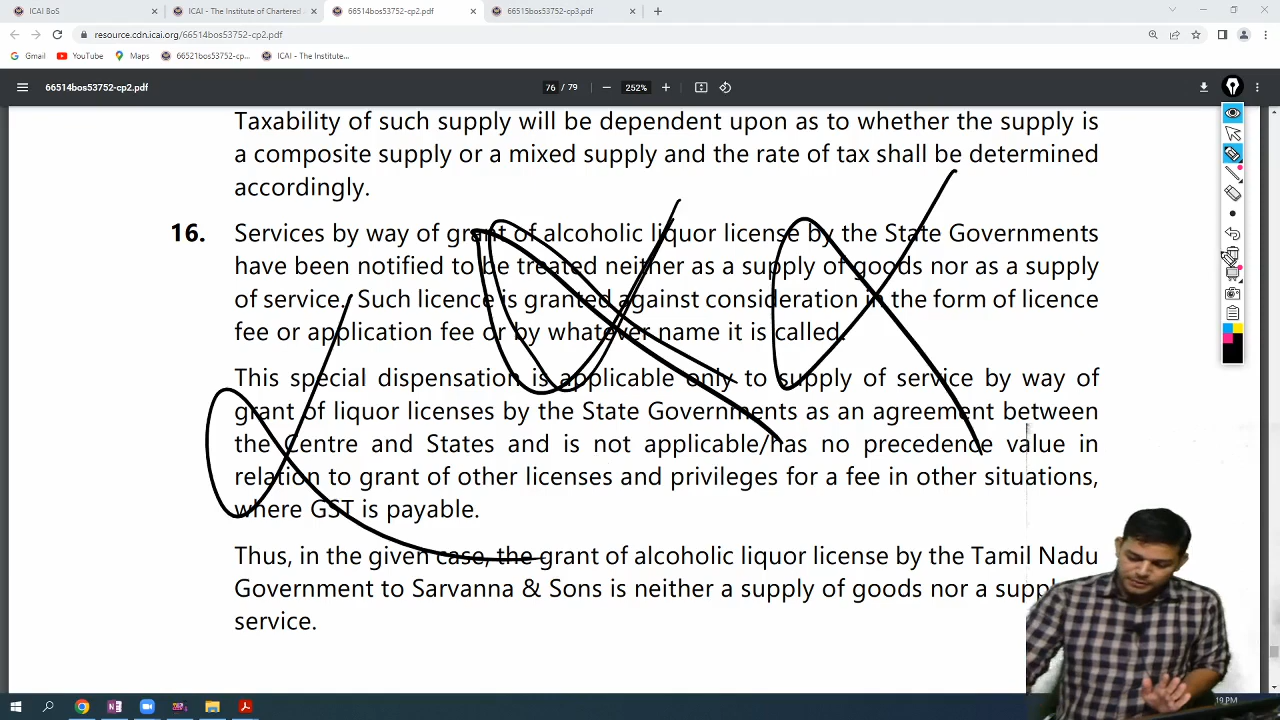 ICAI BoS
ICAI - The Institute of Chartered
66514bos53752-cp2.pdf
66515bos53752-cp3.pdf
resource.cdn.icai.org/66514bos53752-cp2.pdf
Gmail
YouTube
Maps
66521bos53752-cp...
ICAI - The Institute...
66514bos53752-cp2.pdf
76 / 79
252%
Taxability of such supply will be dependent upon as to whether the supply is
a composite supply or a mixed supply and the rate of tax shall be determined
accordingly.
16. Services by way of grant of alcoholic liquor license by the State Governments
have been notified to be treated neither as a supply of goods nor as a supply
of service. Such licence is granted against consideration in the form of licence
fee or application fee or by whatever name it is called.
This special dispensation is applicable only to supply of service by way of
grant of liquor licenses by the State Governments as an agreement between
the Centre and States and is not applicable/has no precedence value in
relation to grant of other licenses and privileges for a fee in other situations,
where GST is payable.
Thus, in the given case, the grant of alcoholic liquor license by the Tamil Nadu
Government to Sarvanna & Sons is neither a supply of goods nor a
service.
19 PM